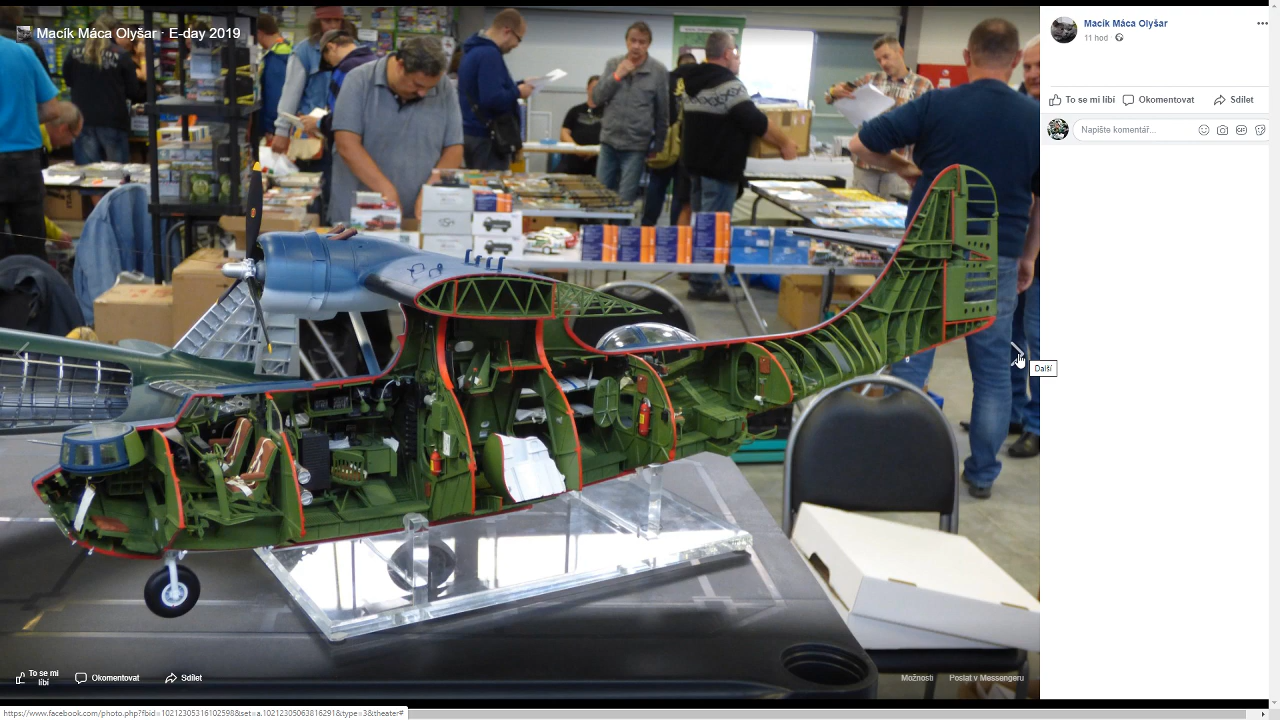 Macík Máca Olyšar · E-day 2019
Macík Máca Olyšar
11 hod
To se mi líbí
Okomentovat
Sdílet
Napište komentář...
GIF
Další
To se mi
líbí
Okomentovat
Sdílet
Možnosti
Poslat v Messengeru
https://www.facebook.com/photo.php?fbid=10212305316102598&set=a.10212305063816291&type=3&theater#